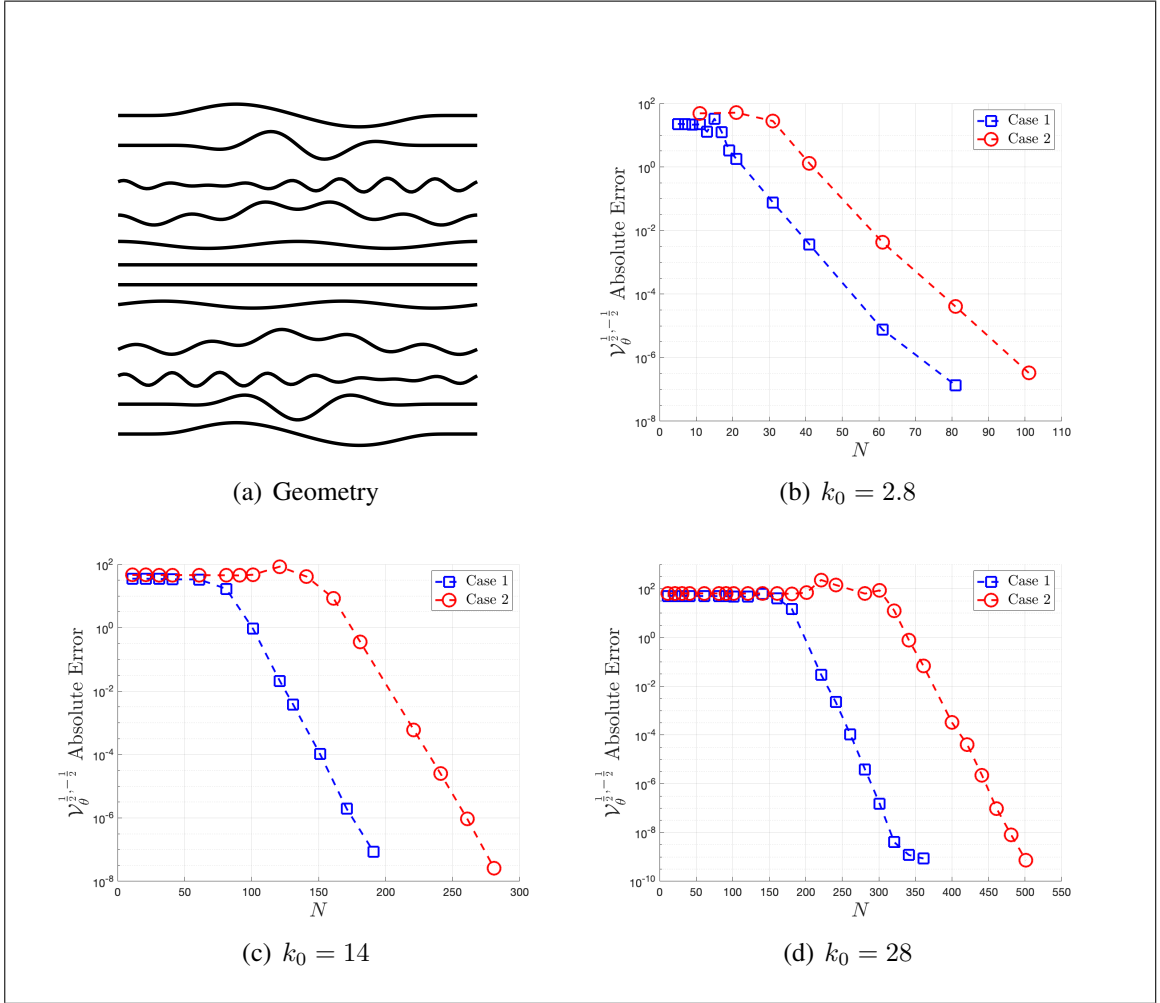 10^2
10^0
10^-2
10^-4
10^-6
10^-8
0 10 20 30 40 50 60 70 80 90 100 110
N
𝒱_θ^{1/2,-1/2} Absolute Error
Case 1
Case 2
(a) Geometry
(b) k_0 = 2.8
10^2
10^0
10^-2
10^-4
10^-6
10^-8
0 50 100 150 200 250 300
N
𝒱_θ^{1/2,-1/2} Absolute Error
Case 1
Case 2
10^2
10^0
10^-2
10^-4
10^-6
10^-8
10^-10
0 50 100 150 200 250 300 350 400 450 500 550
N
𝒱_θ^{1/2,-1/2} Absolute Error
Case 1
Case 2
(c) k_0 = 14
(d) k_0 = 28